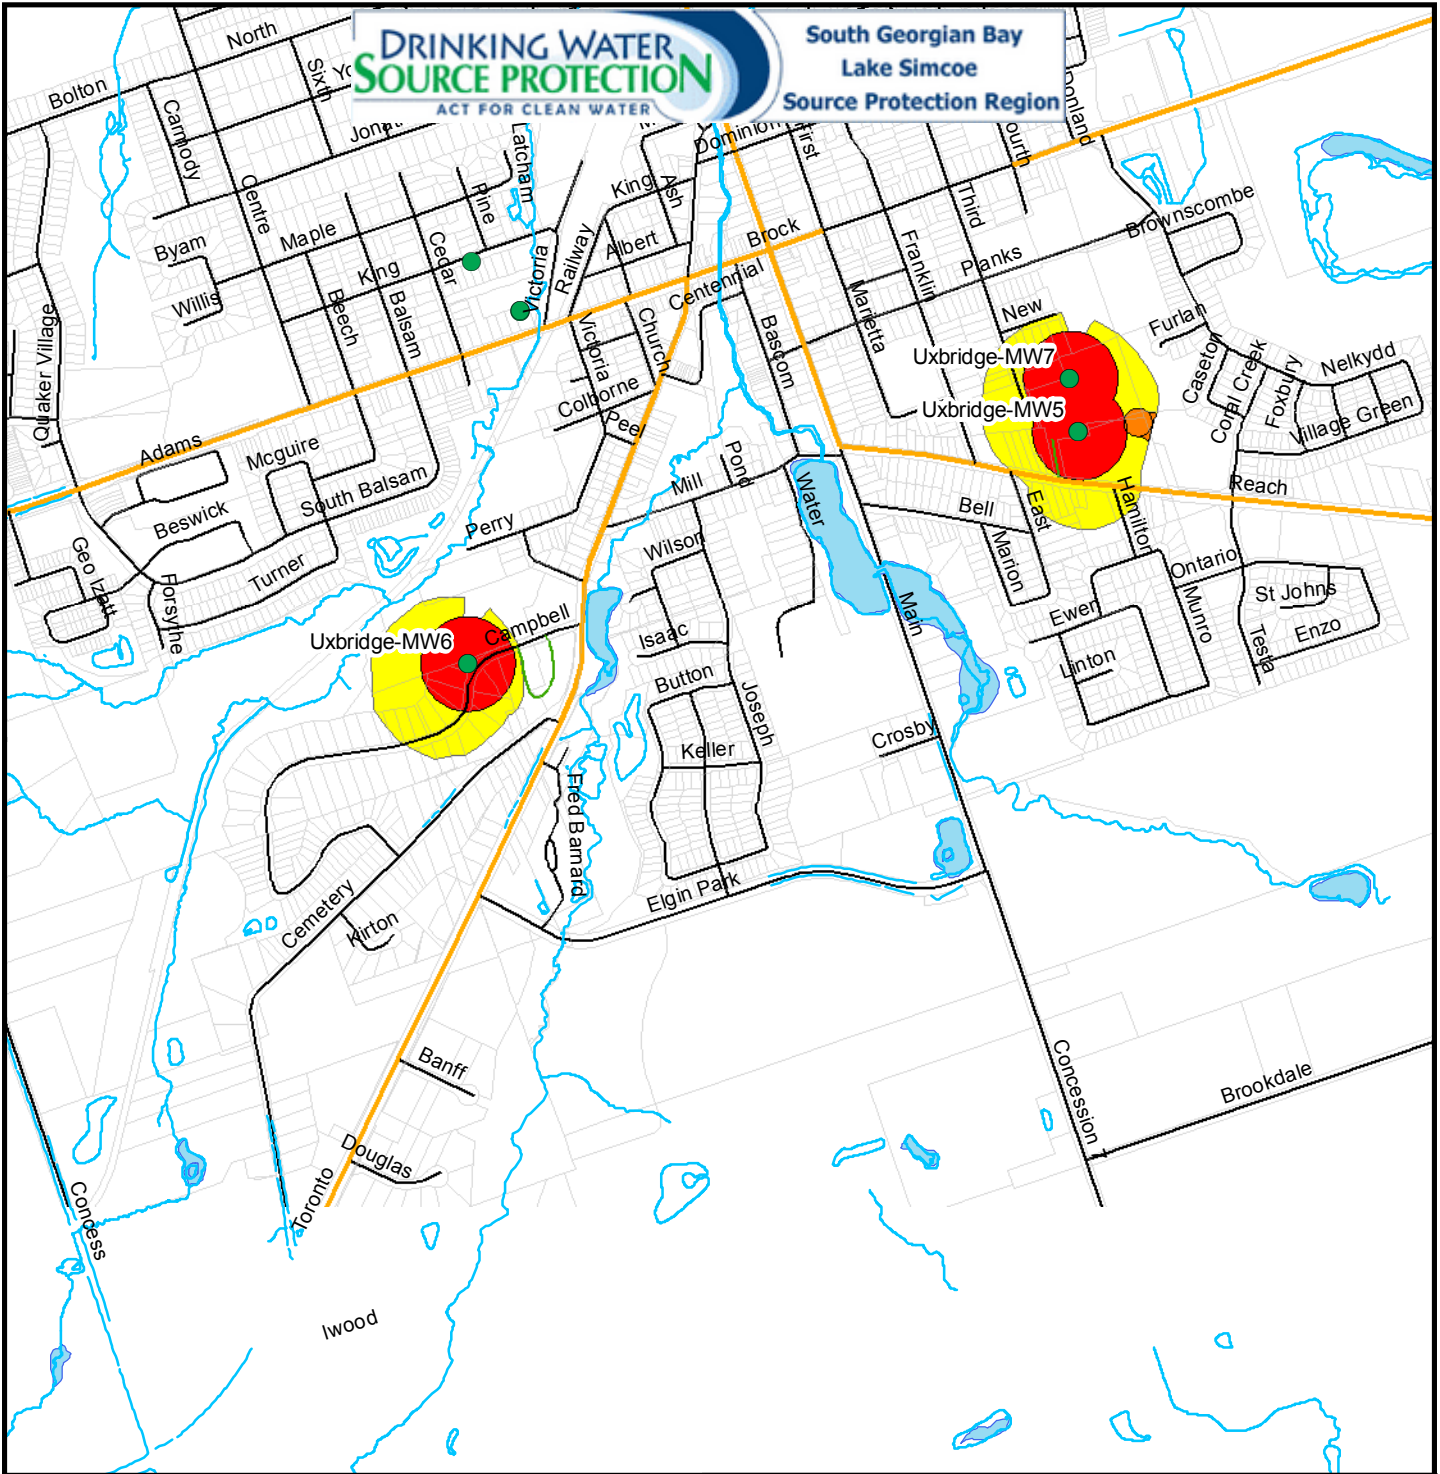 DRINKING WATER
SOURCE PROTECTION
ACT FOR CLEAN WATER
South Georgian Bay
Lake Simcoe
Source Protection Region
North
Sixth
Bolton
Carmody
Latcham
Dominion
First
Centre
Pine
King
Ash
Third
Byam
Maple
Cedar
King
Albert
Brock
Franklin
Planks
Brownscombe
Willis
Beech
Balsam
Victoria
Railway
Centennial
Marietta
New
Furlan
Quaker Village
Victoria
Church
Bascom
Uxbridge-MW7
Caseton
Coral Creek
Foxbury
Nelkydd
Colborne
Peel
Uxbridge-MW5
Village Green
Adams
Mcguire
South Balsam
Beswick
Perry
Mill
Pond
Water
Bell
East
Hamilton
Reach
Geo Izatt
Forsythe
Turner
Wilson
Marion
Ontario
Main
Ewen
Munro
St Johns
Enzo
Testa
Linton
Uxbridge-MW6
Campbell
Isaac
Button
Joseph
Keller
Crosby
Fred Barnard
Elgin Park
Cemetery
Kirton
Banff
Concession 7
Brookdale
Douglas
Toronto
Concess
lwood